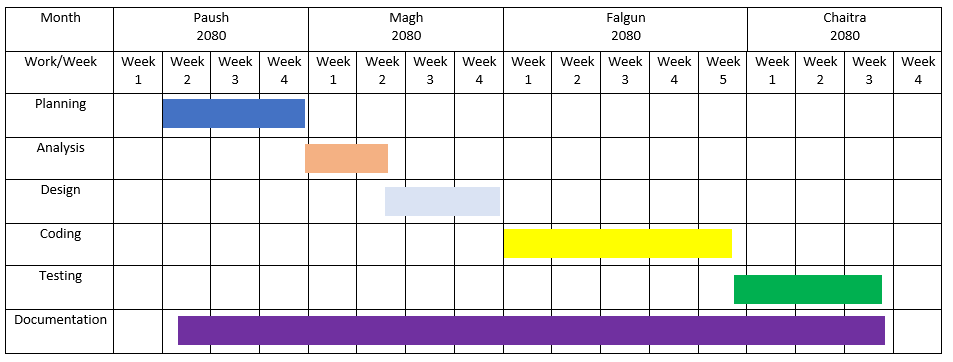 Month Paush Magh Falgun Chaitra
2080 2080 2080 2080
Work/Week Week Week Week Week Week Week Week Week Week Week Week Week Week Week Week Week Week
1 2 3 4 1 2 3 4 1 2 3 4 5 1 2 3 4
Planning
Analysis
Design
Coding
Testing
Documentation